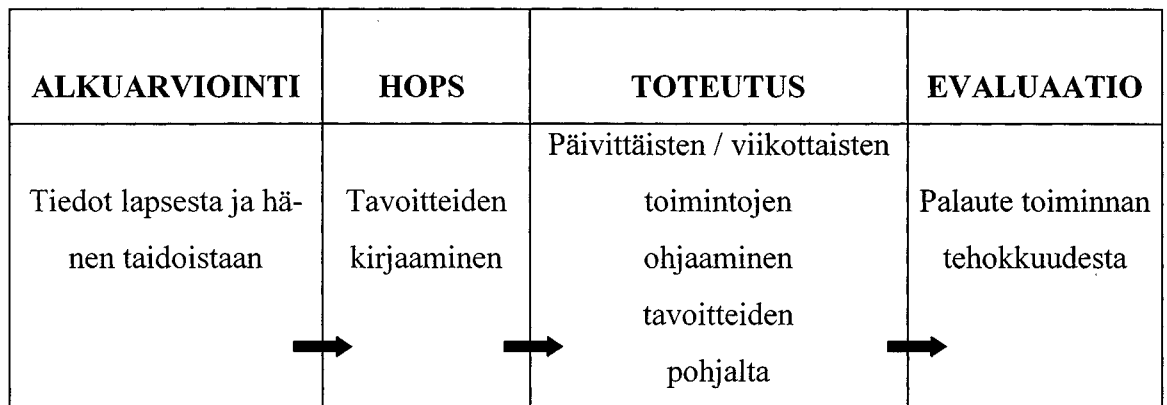 ALKUARVIOINTI
HOPS
TOTEUTUS
EVALUAATIO
Tiedot lapsesta ja hä-
nen taidoistaan
Tavoitteiden
kirjaaminen
Päivittäisten / viikottaisten
toimintojen
ohjaaminen
tavoitteiden
pohjalta
Palaute toiminnan
tehokkuudesta